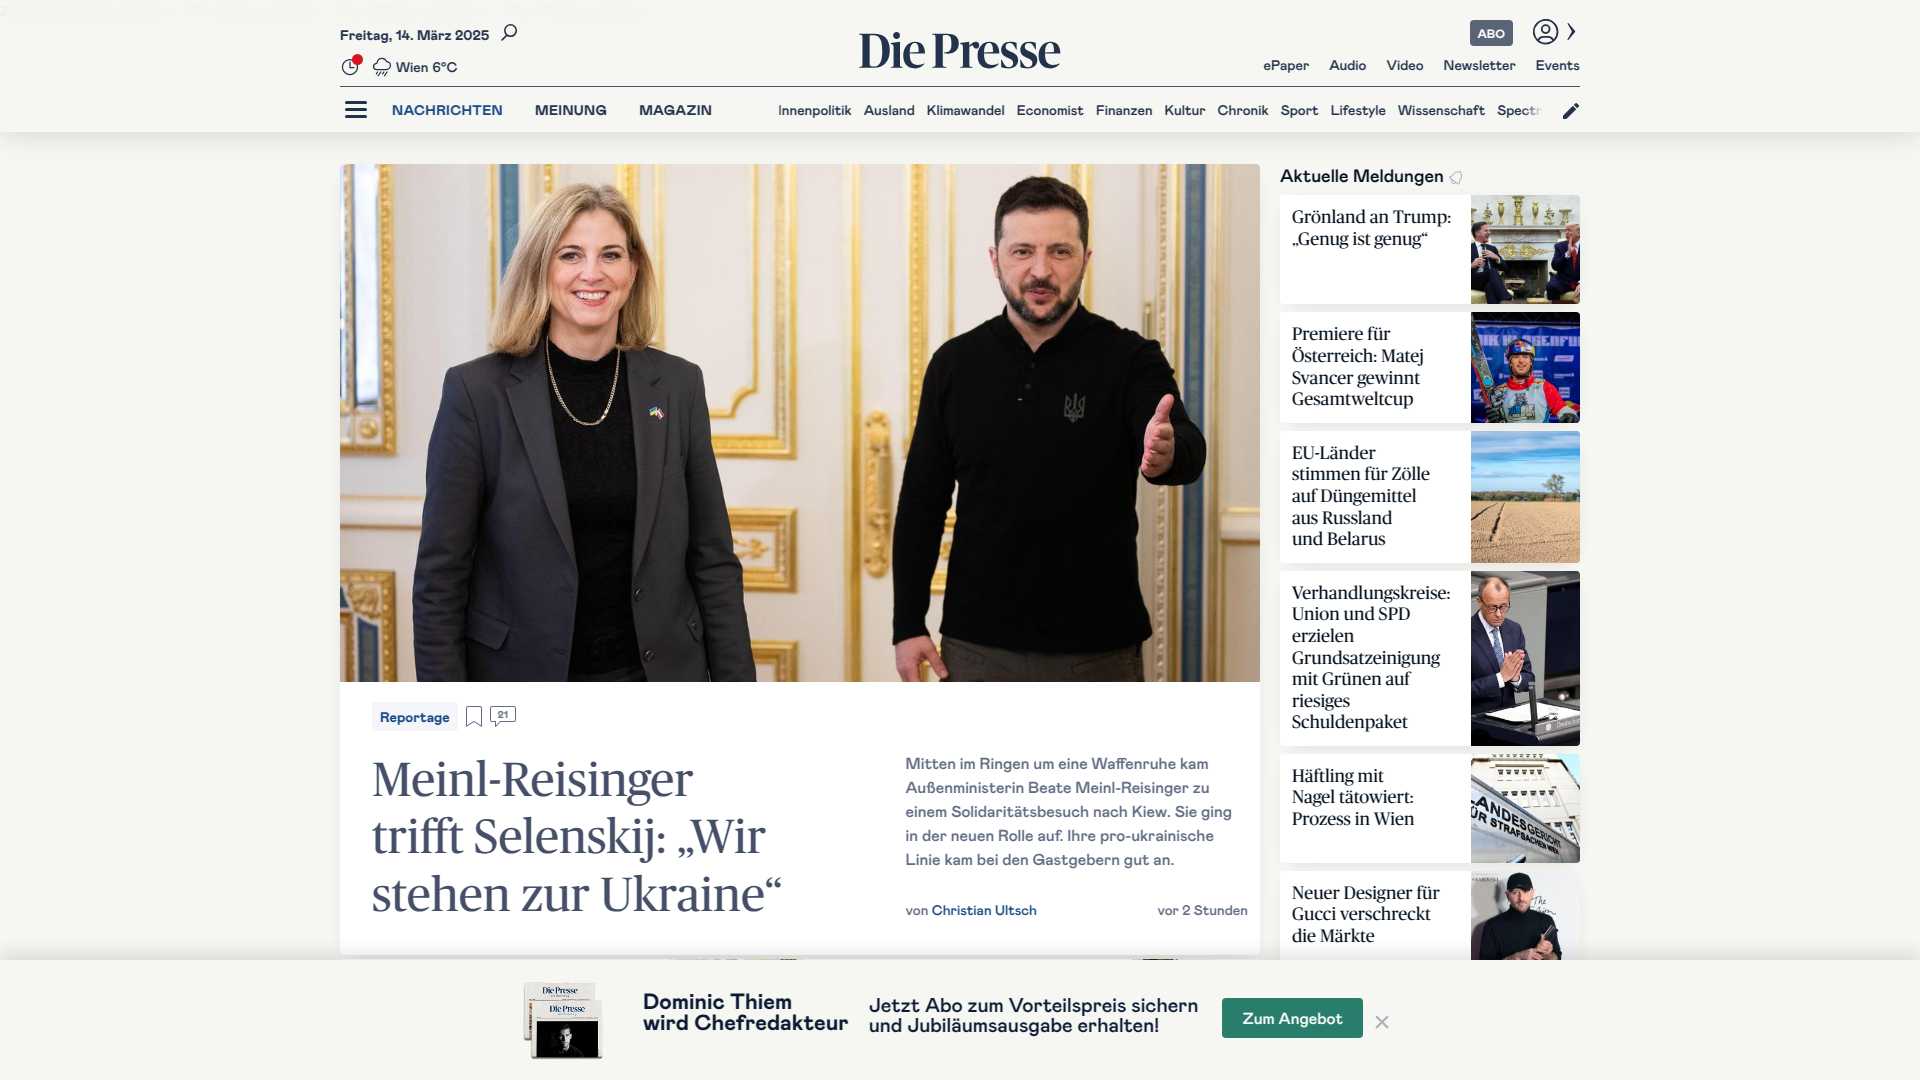 Freitag, 14. März 2025
Wien 6°C
Die Presse
ABO
ePaper Audio Video Newsletter Events
NACHRICHTEN MEINUNG MAGAZIN
Innenpolitik Ausland Klimawandel Economist Finanzen Kultur Chronik Sport Lifestyle Wissenschaft Spectr
Reportage
21
Meinl-Reisinger
trifft Selenskij: „Wir
stehen zur Ukraine“
Mitten im Ringen um eine Waffenruhe kam
Außenministerin Beate Meinl-Reisinger zu
einem Solidaritätsbesuch nach Kiew. Sie ging
in der neuen Rolle auf. Ihre pro-ukrainische
Linie kam bei den Gastgebern gut an.
von Christian Ultsch
vor 2 Stunden
Aktuelle Meldungen
Grönland an Trump:
„Genug ist genug“
Premiere für
Österreich: Matej
Svancer gewinnt
Gesamtweltcup
EU-Länder
stimmen für Zölle
auf Düngemittel
aus Russland
und Belarus
Verhandlungskreise:
Union und SPD
erzielen
Grundsatzeinigung
mit Grünen auf
riesiges
Schuldenpaket
Häftling mit
Nagel tätowiert:
Prozess in Wien
LANDESGERICHT
FÜR STRAFSACHEN WIEN
Neuer Designer für
Gucci verschreckt
die Märkte
The
Die Presse
Die Presse
Dominic Thiem
wird Chefredakteur
Jetzt Abo zum Vorteilspreis sichern
und Jubiläumsausgabe erhalten!
Zum Angebot